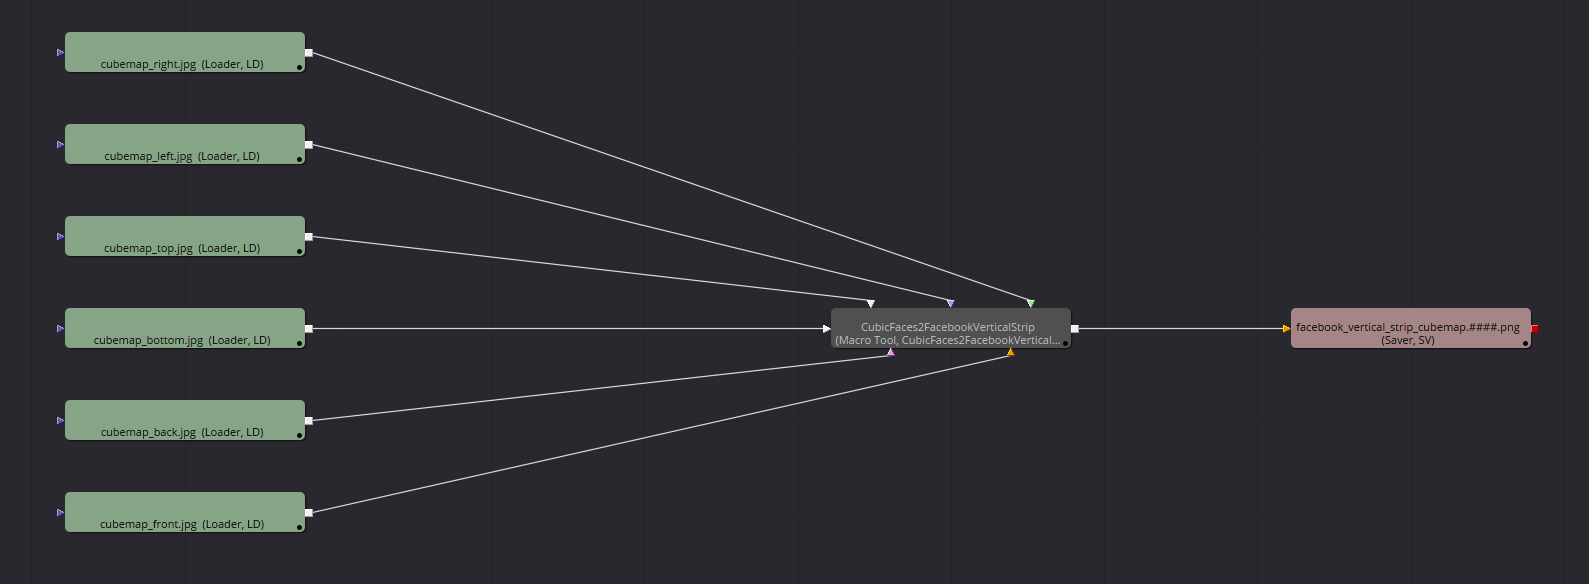 cubemap_right.jpg (Loader, LD)
cubemap_left.jpg (Loader, LD)
cubemap_top.jpg (Loader, LD)
cubemap_bottom.jpg (Loader, LD)
CubicFaces2FacebookVerticalStrip
(Macro Tool, CubicFaces2FacebookVertical...
facebook_vertical_strip_cubemap.####.png
(Saver, SV)
cubemap_back.jpg (Loader, LD)
cubemap_front.jpg (Loader, LD)